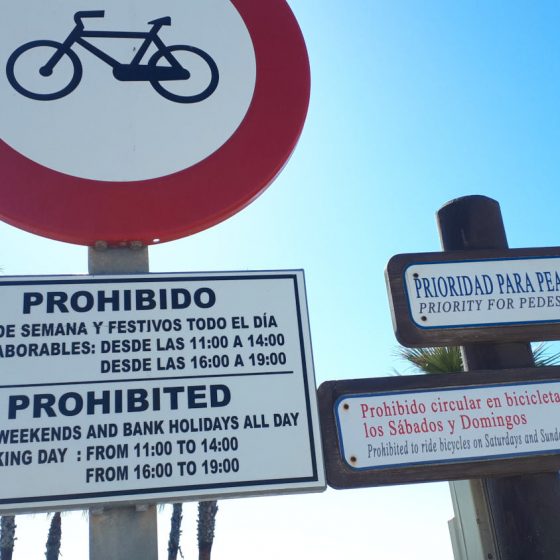 PROHIBIDO
DE SEMANA Y FESTIVOS TODO EL DÍA
ABORABLES: DESDE LAS 11:00 A 14:00
DESDE LAS 16:00 A 19:00
PROHIBITED
WEEKENDS AND BANK HOLIDAYS ALL DAY
KING DAY : FROM 11:00 TO 14:00
FROM 16:00 TO 19:00
PRIORIDAD PARA PEA
PRIORITY FOR PEDES
Prohibido circular en bicicleta
los Sábados y Domingos
Prohibited to ride bicycles on Saturdays and Sund